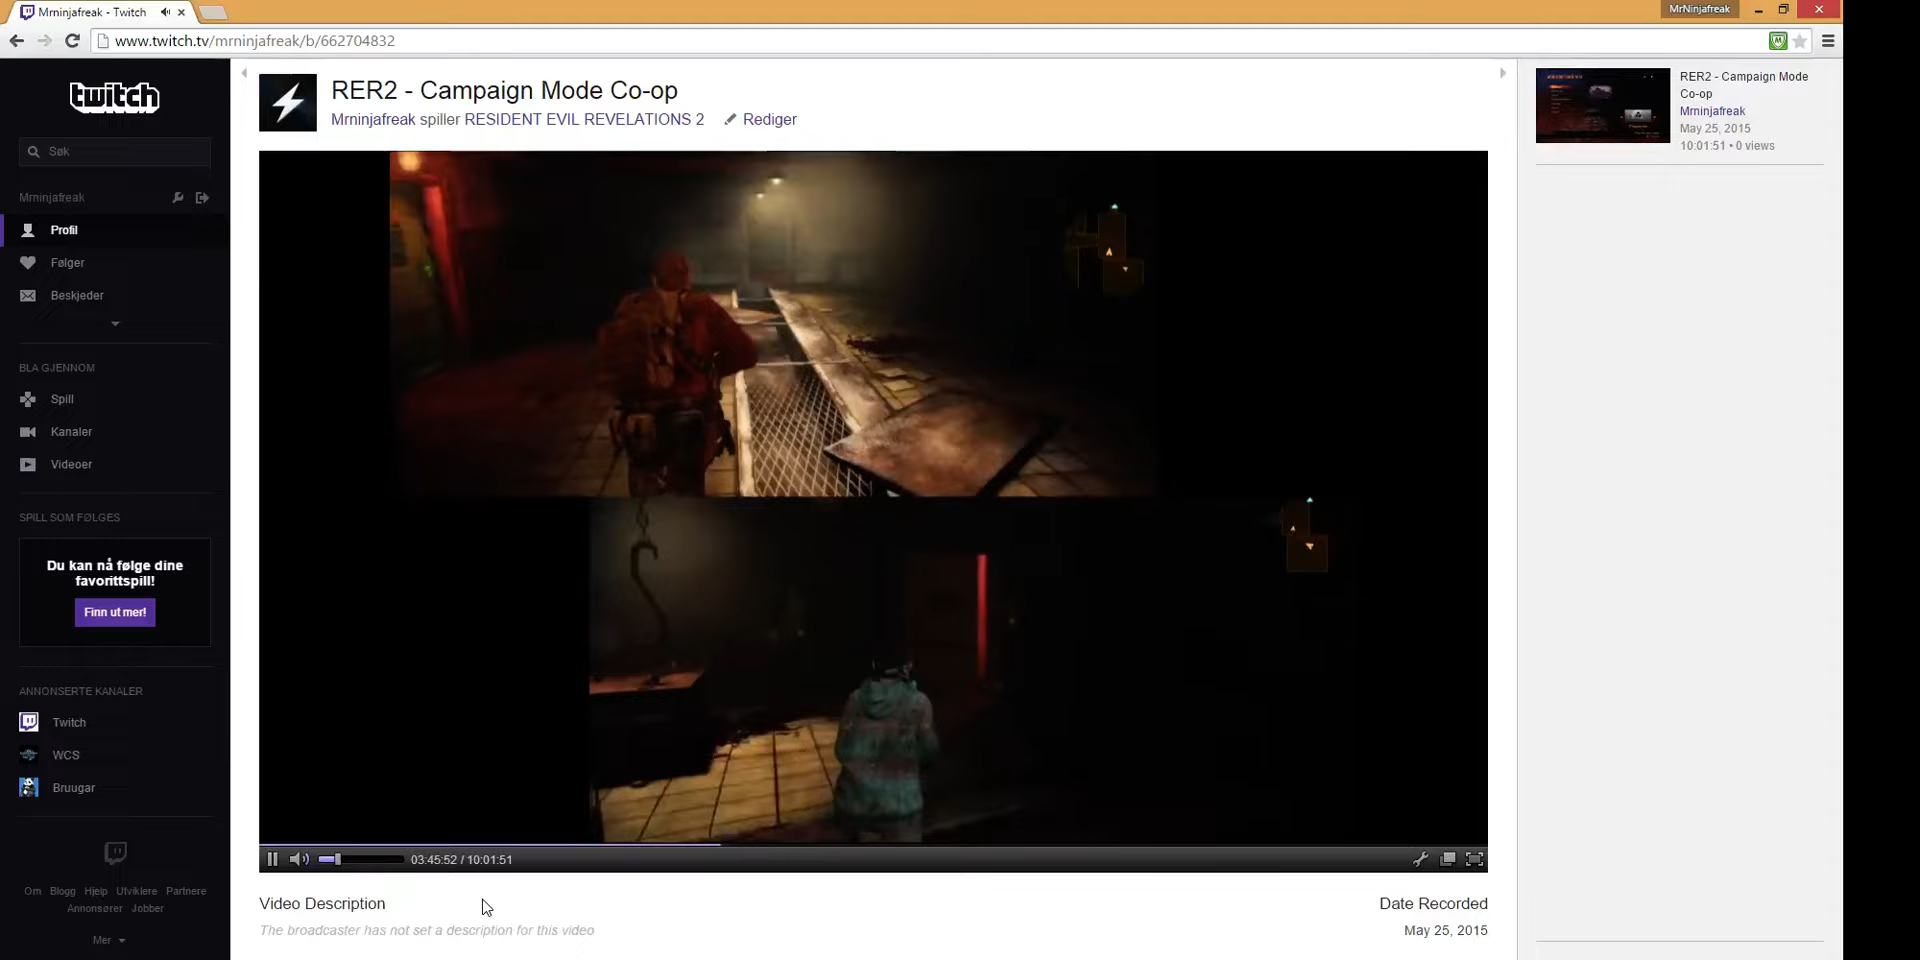 Mrninjafreak - Twitch
MrNinjafreak
www.twitch.tv/mrninjafreak/b/662704832
twitch
Søk
Mrninjafreak
Profil
Følger
Beskjeder
BLA GJENNOM
Spill
Kanaler
Videoer
SPILL SOM FØLGES
Du kan nå følge dine
favorittspill!
Finn ut mer!
ANNONSERTE KANALER
Twitch
WCS
Bruugar
Om Blogg Hjelp Utviklere Partnere
Annonsører Jobber
Mer
RER2 - Campaign Mode Co-op
Mrninjafreak spiller RESIDENT EVIL REVELATIONS 2 Rediger
03:45:52 / 10:01:51
Video Description
The broadcaster has not set a description for this video
Date Recorded
May 25, 2015
RER2 - Campaign Mode
Co-op
Mrninjafreak
May 25, 2015
10:01:51 • 0 views